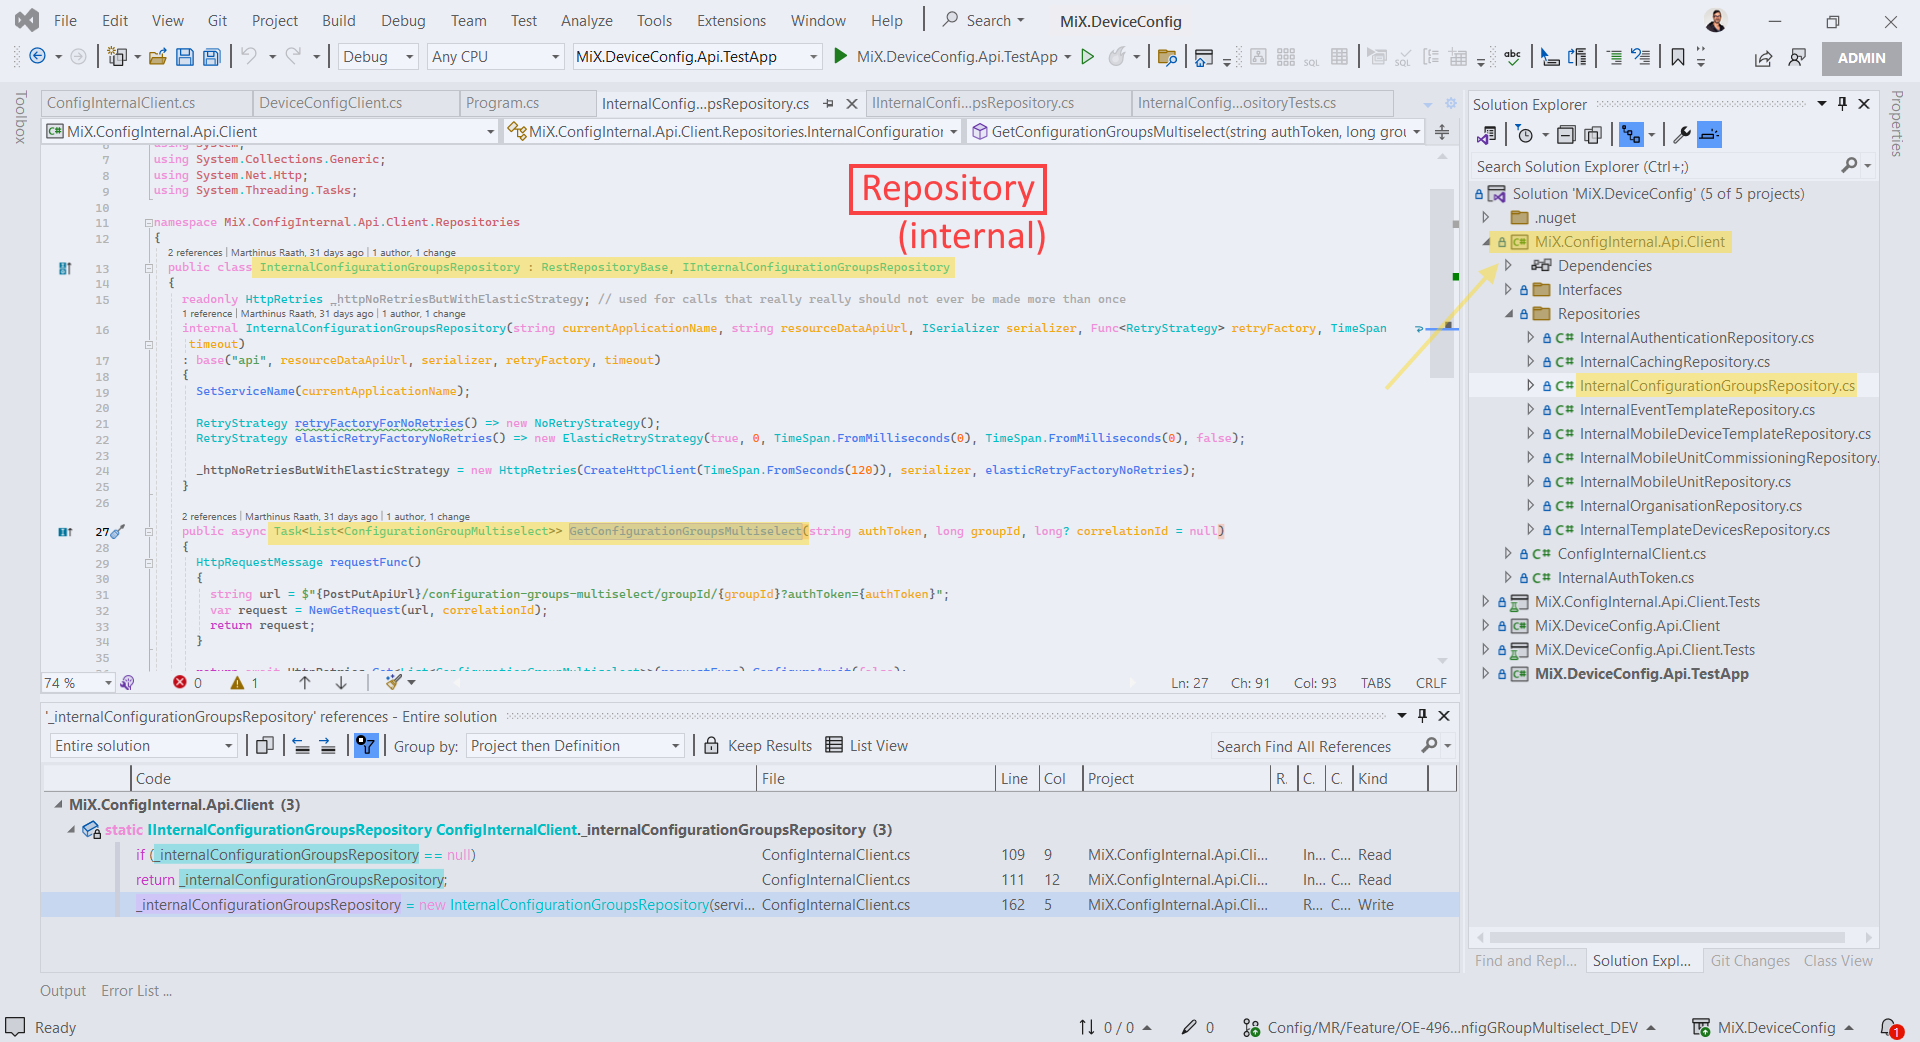 File Edit View Git Project Build Debug Team Test Analyze Tools Extensions Window Help Search MiX.DeviceConfig
Debug Any CPU MiX.DeviceConfig.Api.TestApp MiX.DeviceConfig.Api.TestApp ADMIN
Toolbox
ConfigInternalClient.cs DeviceConfigClient.cs Program.cs InternalConfig...psRepository.cs IInternalConfi...psRepository.cs InternalConfig...ositoryTests.cs
MiX.ConfigInternal.Api.Client MiX.ConfigInternal.Api.Client.Repositories.InternalConfiguration GetConfigurationGroupsMultiselect(string authToken, long grou
7 using System.Collections.Generic;
8 using System.Net.Http;
9 using System.Threading.Tasks;
10
11 namespace MiX.ConfigInternal.Api.Client.Repositories
12 {
2 references | Marthinus Raath, 31 days ago | 1 author, 1 change
13 public class InternalConfigurationGroupsRepository : RestRepositoryBase, IInternalConfigurationGroupsRepository
14 {
15 readonly HttpRetries _httpNoRetriesButWithElasticStrategy; // used for calls that really really should not ever be made more than once
1 reference | Marthinus Raath, 31 days ago | 1 author, 1 change
16 internal InternalConfigurationGroupsRepository(string currentApplicationName, string resourceDataApiUrl, ISerializer serializer, Func<RetryStrategy> retryFactory, TimeSpan
timeout)
17 : base("api", resourceDataApiUrl, serializer, retryFactory, timeout)
18 {
19 SetServiceName(currentApplicationName);
20
21 RetryStrategy retryFactoryForNoRetries() => new NoRetryStrategy();
22 RetryStrategy elasticRetryFactoryNoRetries() => new ElasticRetryStrategy(true, 0, TimeSpan.FromMilliseconds(0), TimeSpan.FromMilliseconds(0), false);
23
24 _httpNoRetriesButWithElasticStrategy = new HttpRetries(CreateHttpClient(TimeSpan.FromSeconds(120)), serializer, elasticRetryFactoryNoRetries);
25 }
26
2 references | Marthinus Raath, 31 days ago | 1 author, 1 change
27 public async Task<List<ConfigurationGroupMultiselect>> GetConfigurationGroupsMultiselect(string authToken, long groupId, long? correlationId = null)
28 {
29 HttpRequestMessage requestFunc()
30 {
31 string url = $"{PostPutApiUrl}/configuration-groups-multiselect/groupId/{groupId}?authToken={authToken}";
32 var request = NewGetRequest(url, correlationId);
33 return request;
34 }
35
Repository
(internal)
74 % 0 1 Ln: 27 Ch: 91 Col: 93 TABS CRLF
'_internalConfigurationGroupsRepository' references - Entire solution
Entire solution Group by: Project then Definition Keep Results List View Search Find All References
Code File Line Col Project R. C. C. Kind
MiX.ConfigInternal.Api.Client (3)
static IInternalConfigurationGroupsRepository ConfigInternalClient._internalConfigurationGroupsRepository (3)
if (_internalConfigurationGroupsRepository == null) ConfigInternalClient.cs 109 9 MiX.ConfigInternal.Api.Cli... In... C... Read
return _internalConfigurationGroupsRepository; ConfigInternalClient.cs 111 12 MiX.ConfigInternal.Api.Cli... In... C... Read
_internalConfigurationGroupsRepository = new InternalConfigurationGroupsRepository(servi... ConfigInternalClient.cs 162 5 MiX.ConfigInternal.Api.Cli... R... C... Write
Output Error List ...
Solution Explorer
Search Solution Explorer (Ctrl+;)
Solution 'MiX.DeviceConfig' (5 of 5 projects)
.nuget
MiX.ConfigInternal.Api.Client
Dependencies
Interfaces
Repositories
C# InternalAuthenticationRepository.cs
C# InternalCachingRepository.cs
C# InternalConfigurationGroupsRepository.cs
C# InternalEventTemplateRepository.cs
C# InternalMobileDeviceTemplateRepository.cs
C# InternalMobileUnitCommissioningRepository.
C# InternalMobileUnitRepository.cs
C# InternalOrganisationRepository.cs
C# InternalTemplateDevicesRepository.cs
C# ConfigInternalClient.cs
C# InternalAuthToken.cs
MiX.ConfigInternal.Api.Client.Tests
MiX.DeviceConfig.Api.Client
MiX.DeviceConfig.Api.Client.Tests
MiX.DeviceConfig.Api.TestApp
Find and Repl... Solution Expl... Git Changes Class View
Properties
Ready 0 / 0 0 Config/MR/Feature/OE-496...nfigGRoupMultiselect_DEV MiX.DeviceConfig 1